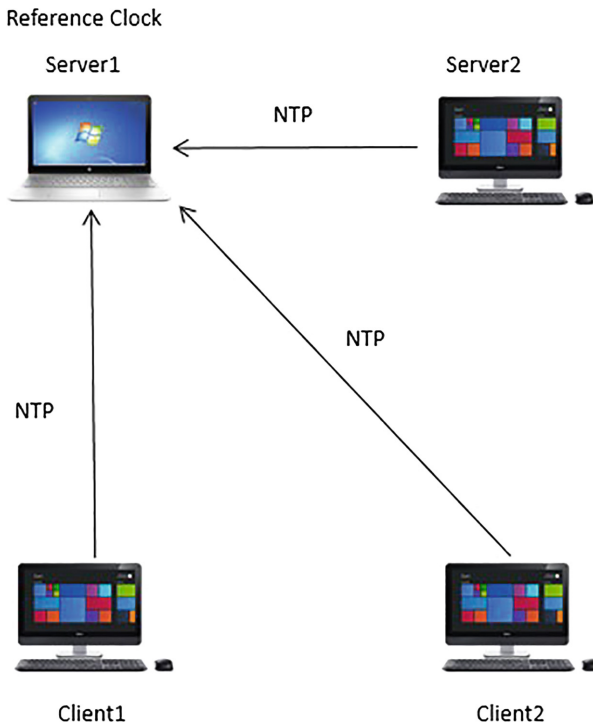 Reference Clock
Server1
Server2
NTP
NTP
NTP
Client1
Client2